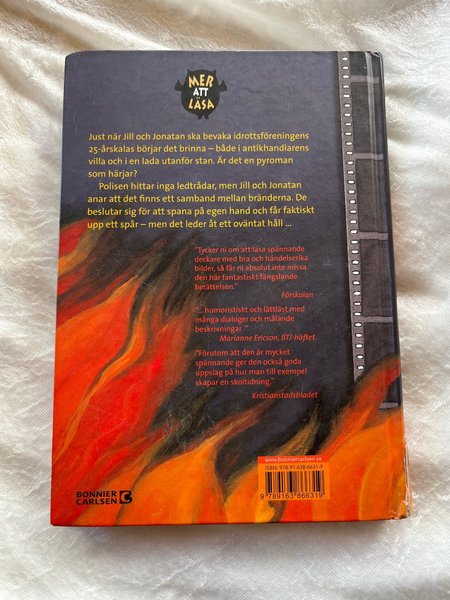 MER
ATT
LÄSA
Just när Jill och Jonatan ska bevaka idrottsföreningens
25-årskalas börjar det brinna – både i antikhandlarens
villa och i en lada utanför stan. Är det en pyroman
som härjar?
Polisen hittar inga ledtrådar, men Jill och Jonatan
anar att det finns ett samband mellan bränderna. De
beslutar sig för att spana på egen hand och får faktiskt
upp ett spår – men det leder åt ett oväntat håll ...
"Tycker ni om att läsa spännande
deckare med bra och händelserika
bilder, så får ni absolut inte missa
den här fantastiskt fängslande
berättelsen."
Förskolan
"... humoristiskt och lättläst med
många dialoger och målande
beskrivningar."
Marianne Ericson, BTJ-häftet
"Förutom att den är mycket
spännande ger den också goda
uppslag på hur man till exempel
skapar en skoltidning."
Kristianstadsbladet
www.bonniercarlsen.se
ISBN: 978-91-638-6631-9
9 789163 866319
BONNIER
CARLSEN